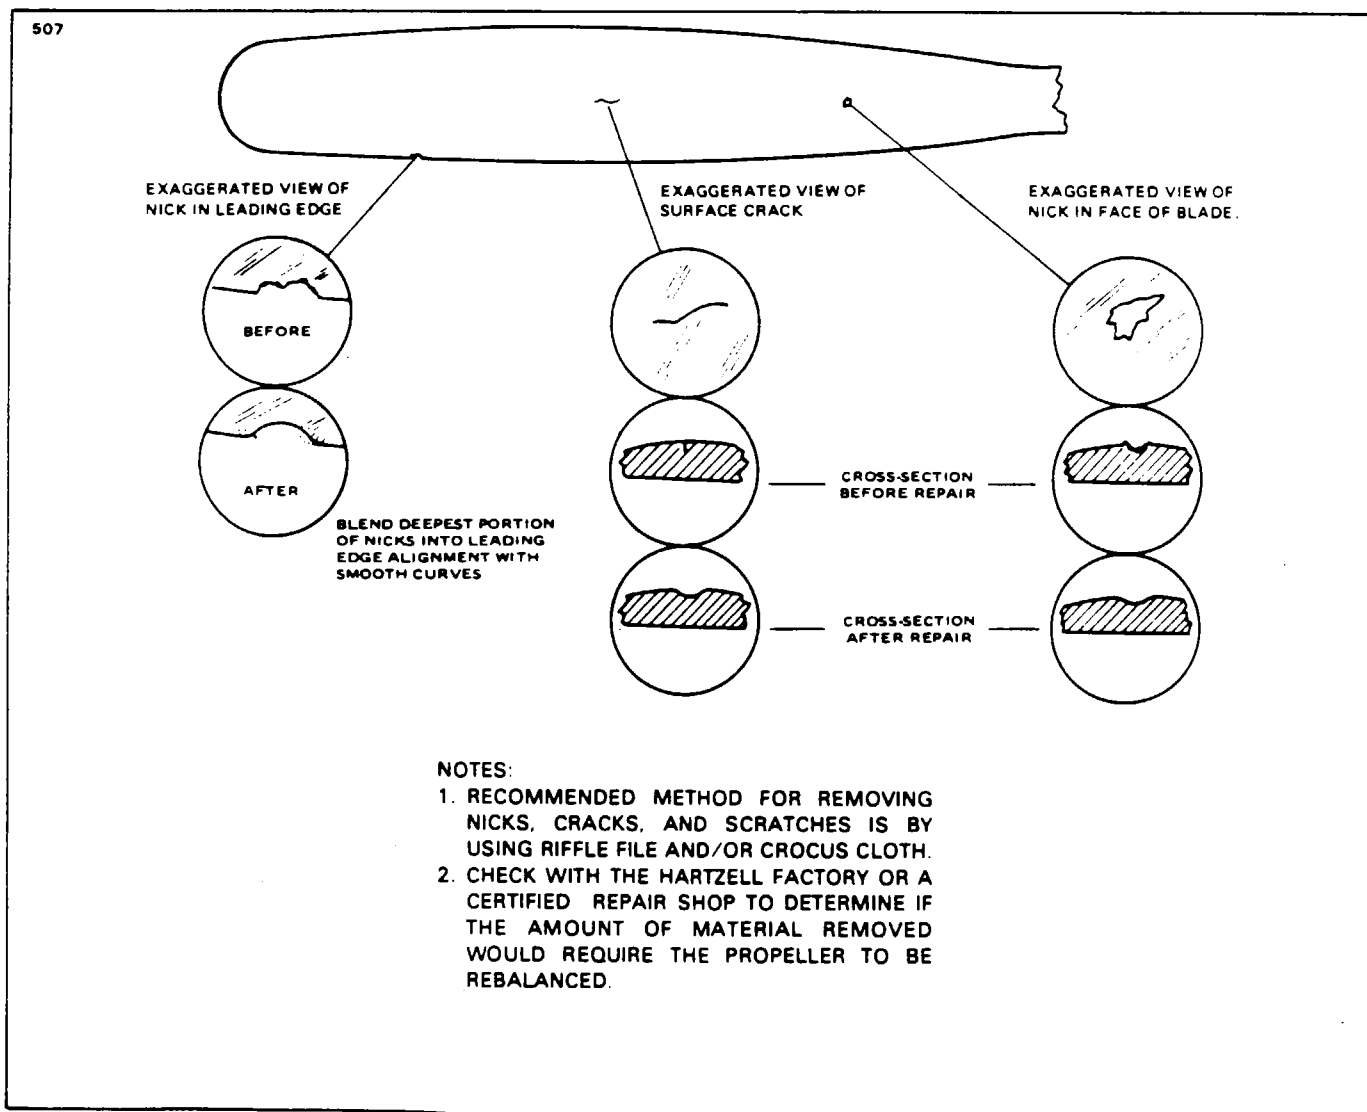 507
EXAGGERATED VIEW OF
NICK IN LEADING EDGE
EXAGGERATED VIEW OF
SURFACE CRACK
EXAGGERATED VIEW OF
NICK IN FACE OF BLADE.
BEFORE
AFTER
BLEND DEEPEST PORTION
OF NICKS INTO LEADING
EDGE ALIGNMENT WITH
SMOOTH CURVES
CROSS-SECTION
BEFORE REPAIR
CROSS-SECTION
AFTER REPAIR
NOTES:
1. RECOMMENDED METHOD FOR REMOVING
NICKS, CRACKS, AND SCRATCHES IS BY
USING RIFFLE FILE AND/OR CROCUS CLOTH.
2. CHECK WITH THE HARTZELL FACTORY OR A
CERTIFIED REPAIR SHOP TO DETERMINE IF
THE AMOUNT OF MATERIAL REMOVED
WOULD REQUIRE THE PROPELLER TO BE
REBALANCED.